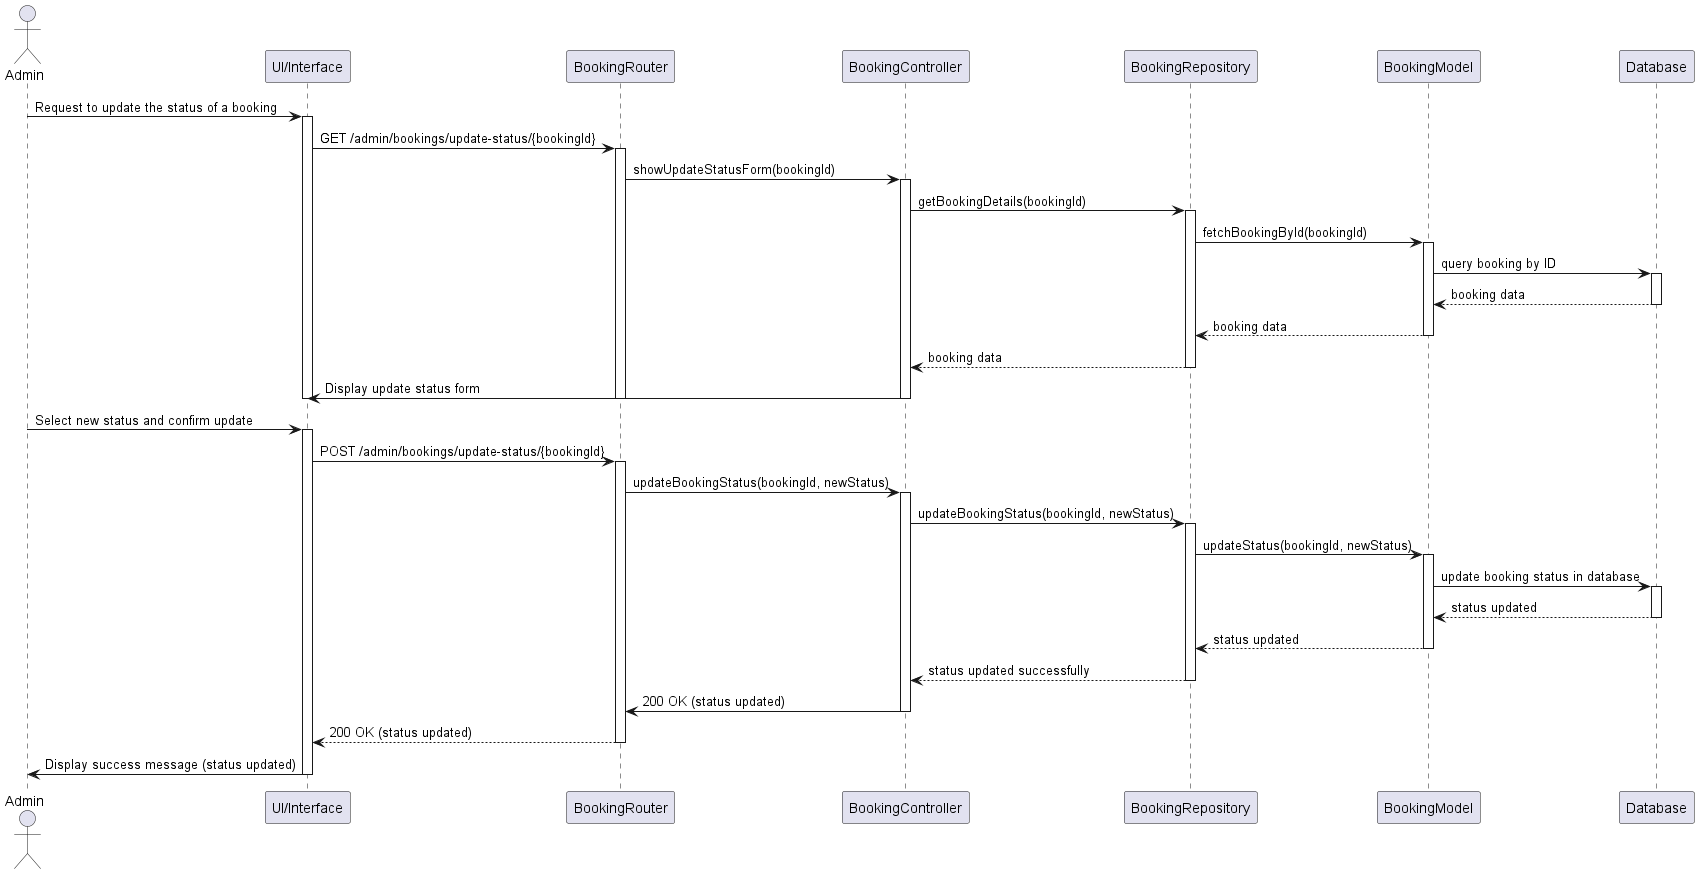 Admin
UI/Interface
BookingRouter
BookingController
BookingRepository
BookingModel
Database
Request to update the status of a booking
GET /admin/bookings/update-status/{bookingId}
showUpdateStatusForm(bookingId)
getBookingDetails(bookingId)
fetchBookingById(bookingId)
query booking by ID
booking data
booking data
booking data
Display update status form
Select new status and confirm update
POST /admin/bookings/update-status/{bookingId}
updateBookingStatus(bookingId, newStatus)
updateBookingStatus(bookingId, newStatus)
updateStatus(bookingId, newStatus)
update booking status in database
status updated
status updated
status updated successfully
200 OK (status updated)
200 OK (status updated)
Display success message (status updated)
Admin
UI/Interface
BookingRouter
BookingController
BookingRepository
BookingModel
Database